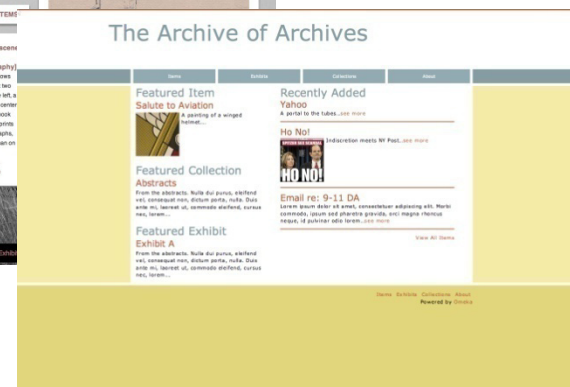 The Archive of Archives
Items Exhibits Collections About
Featured Item
Salute to Aviation
A painting of a winged
helmet...
Featured Collection
Abstracts
From the abstracts. Nulla dui purus, eleifend
vel, consequat non, dictum porta, nulla. Duis
ante mi, laoreet ut, commodo eleifend, cursus
nec, lorem...
Featured Exhibit
Exhibit A
From the abstracts. Nulla dui purus, eleifend
vel, consequat non, dictum porta, nulla. Duis
ante mi, laoreet ut, commodo eleifend, cursus
nec, lorem...
Recently Added
Yahoo
A portal to the tubes…see more
Ho No!
Indiscretion meets NY Post…see more
HO NO!
Email re: 9-11 DA
Lorem ipsum dolor sit amet, consectetuer adipiscing elit. Morbi
commodo, ipsum sed pharetra gravida, orci magna rhoncus
neque, id pulvinar odio lorem…see more
View All Items
Items Exhibits Collections About
Powered by Omeka